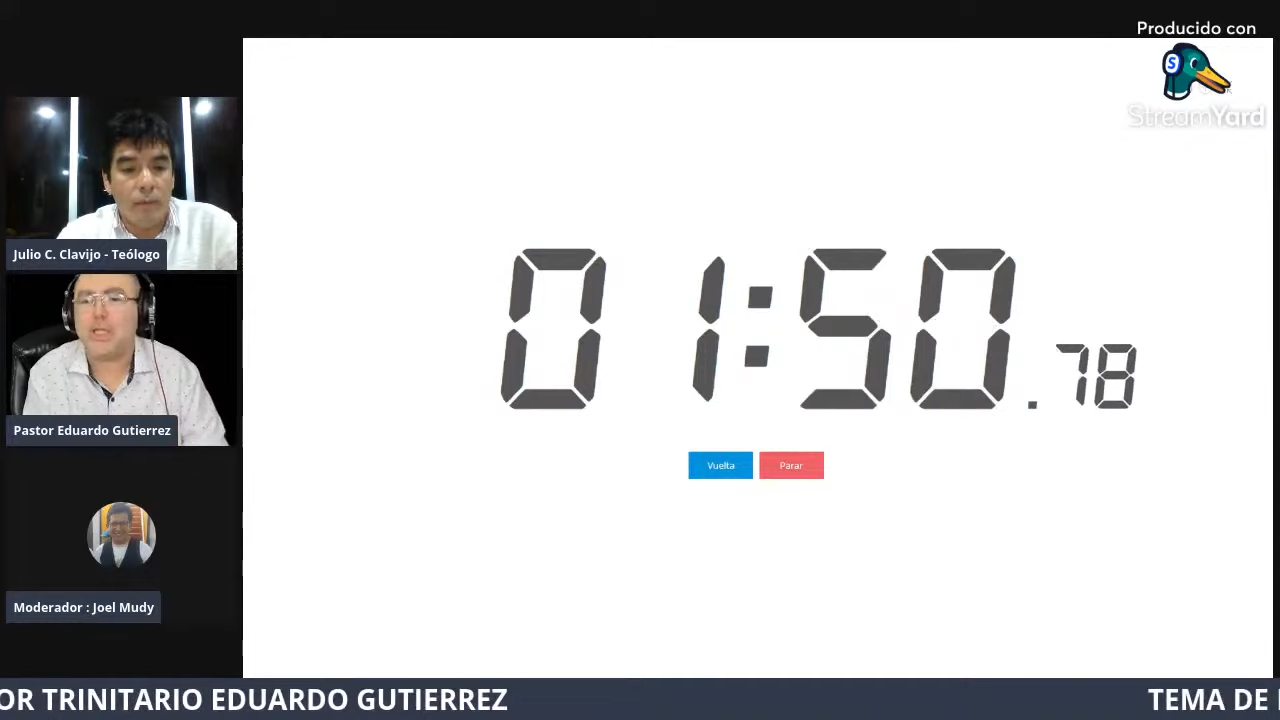 Producido con
StreamYard
Julio C. Clavijo - Teólogo
Pastor Eduardo Gutierrez
Moderador : Joel Mudy
01:50.78
Vuelta
Parar
OR TRINITARIO EDUARDO GUTIERREZ
TEMA DE